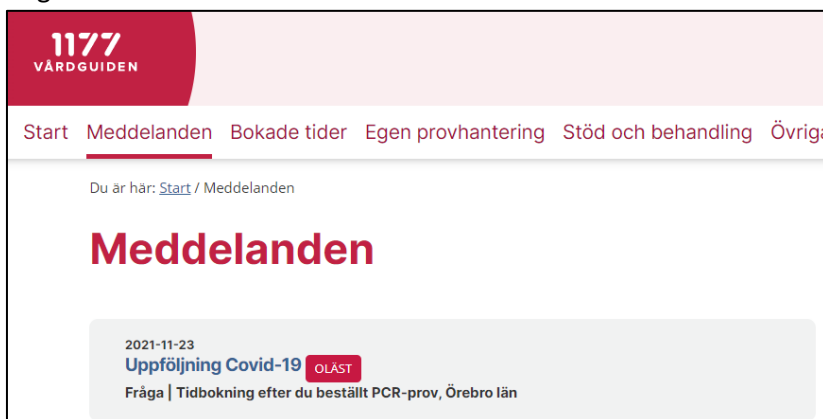 1177
VÅRDGUIDEN
Start Meddelanden Bokade tider Egen provhantering Stöd och behandling
Du är här: Start / Meddelanden
Meddelanden
2021-11-23
Uppföljning Covid-19 OLÄST
Fråga | Tidbokning efter du beställt PCR-prov, Örebro län